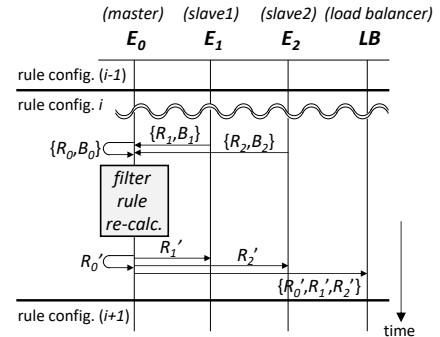 (master) (slave1) (slave2) (load balancer)
E0 E1 E2 LB
rule config. (i-1)
rule config. i
{R0,B0} {R1,B1} {R2,B2}
filter
rule
re-calc.
R0' R1' R2'
{R0',R1',R2'}
rule config. (i+1)
time